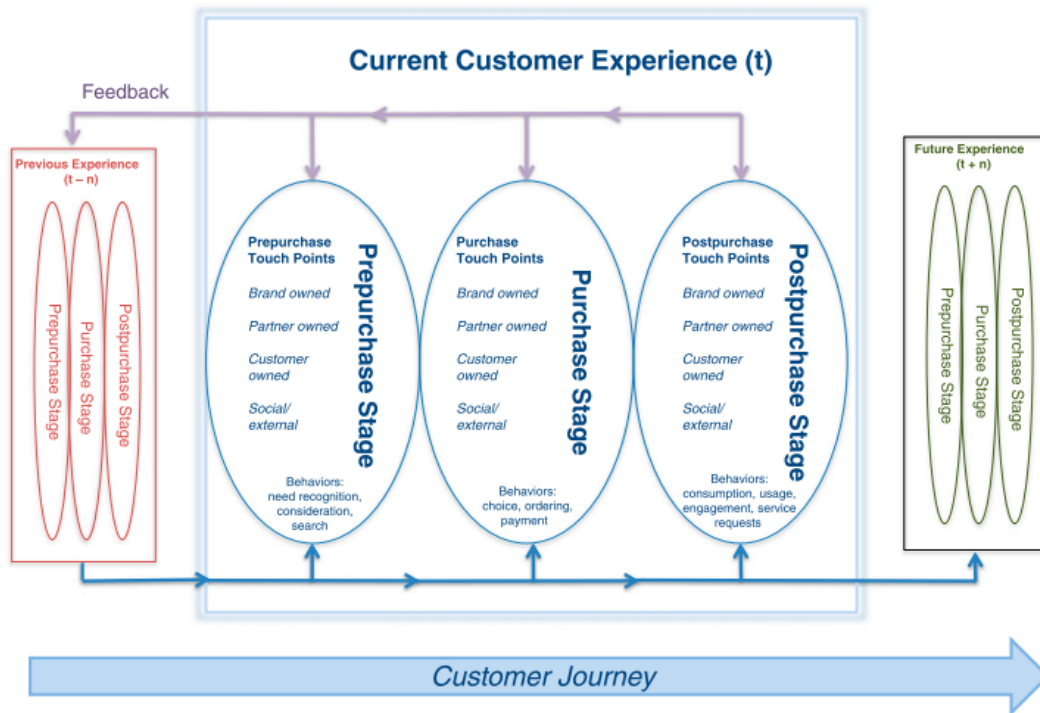 Current Customer Experience (t)
Feedback
Previous Experience
(t – n)
Prepurchase Stage
Purchase Stage
Postpurchase Stage
Prepurchase
Touch Points
Brand owned
Partner owned
Customer
owned
Social/
external
Prepurchase Stage
Behaviors:
need recognition,
consideration,
search
Purchase
Touch Points
Brand owned
Partner owned
Customer
owned
Social/
external
Purchase Stage
Behaviors:
choice, ordering,
payment
Postpurchase
Touch Points
Brand owned
Partner owned
Customer
owned
Social/
external
Postpurchase Stage
Behaviors:
consumption, usage,
engagement, service
requests
Future Experience
(t + n)
Prepurchase Stage
Purchase Stage
Postpurchase Stage
Customer Journey